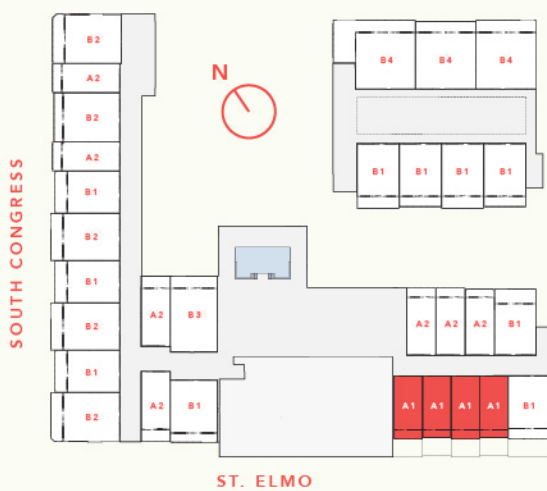 B2
B4 B4 B4
A2
N
B2
A2
B1 B1 B1 B1
B1
B2
SOUTH CONGRESS
B1
A2 B3
B2
A2 A2 A2 B1
B1
A2 B1
A1 A1 A1 A1 B1
B2
ST. ELMO